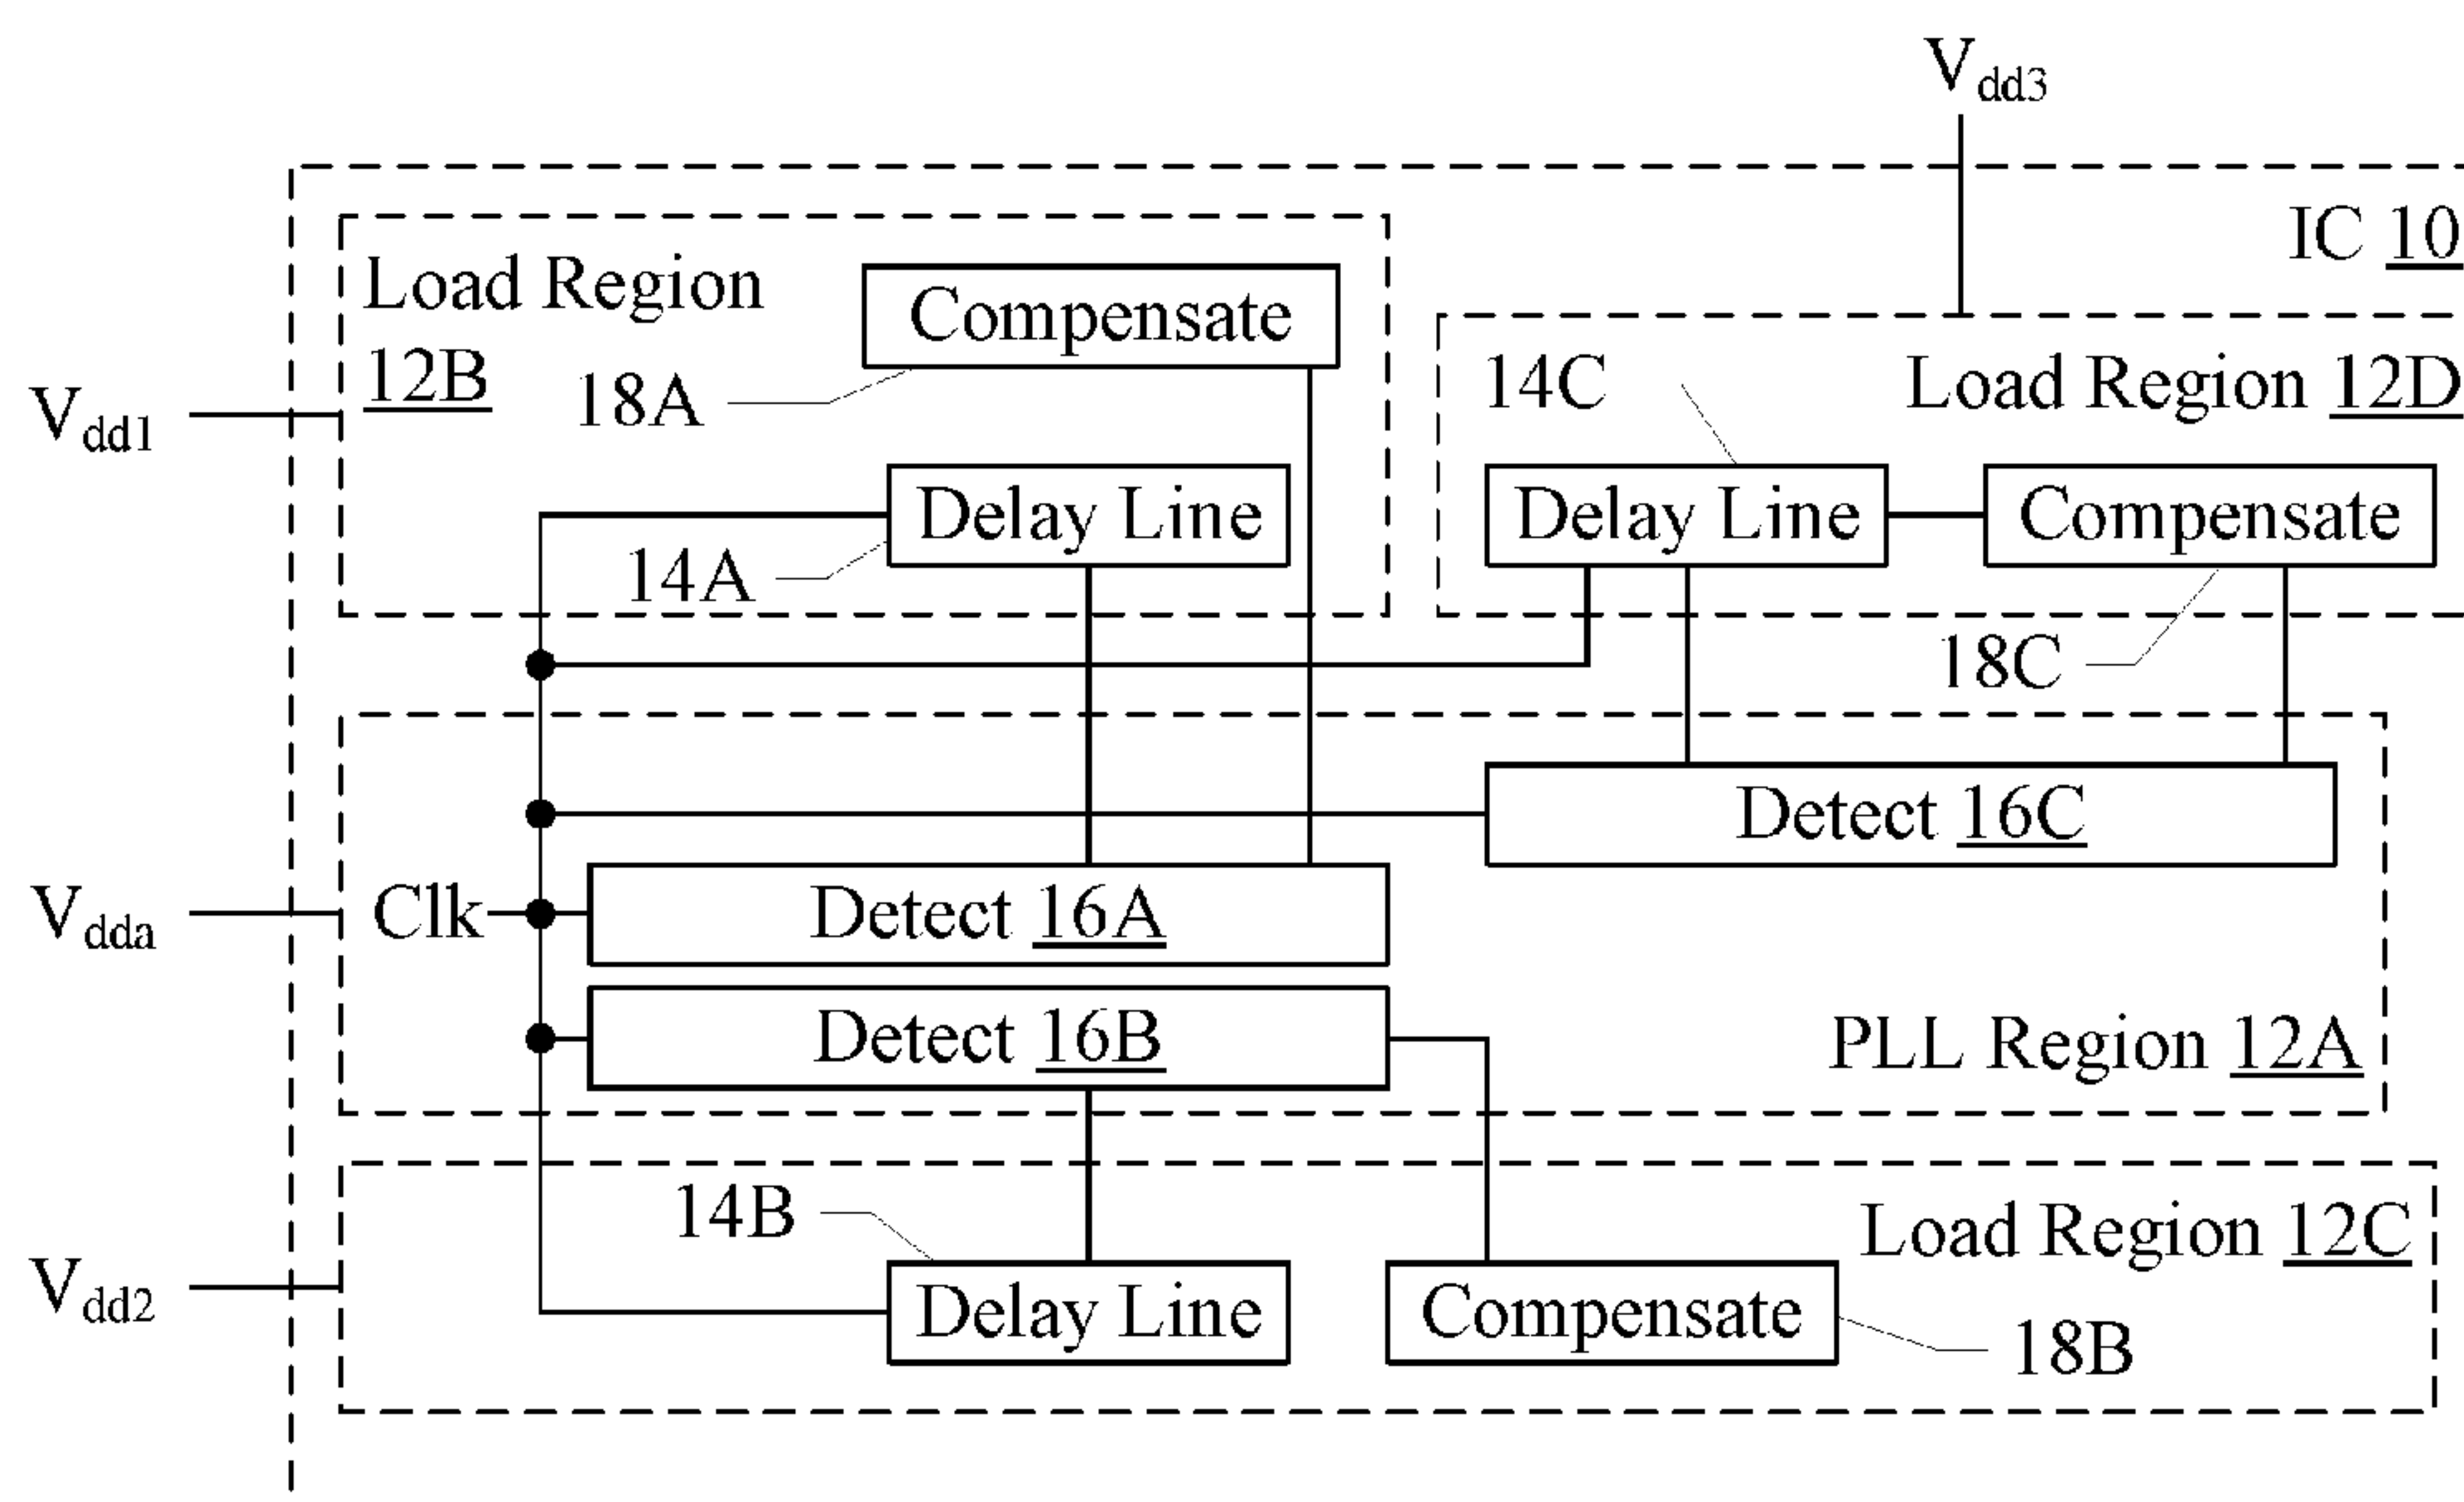 Vdd3
IC 10
Load Region
12B
Compensate
18A
Vdd1
14C
Load Region 12D
Delay Line
14A
Delay Line
Compensate
18C
Detect 16C
Vdda
Clk
Detect 16A
Detect 16B
PLL Region 12A
14B
Load Region 12C
Vdd2
Delay Line
Compensate
18B